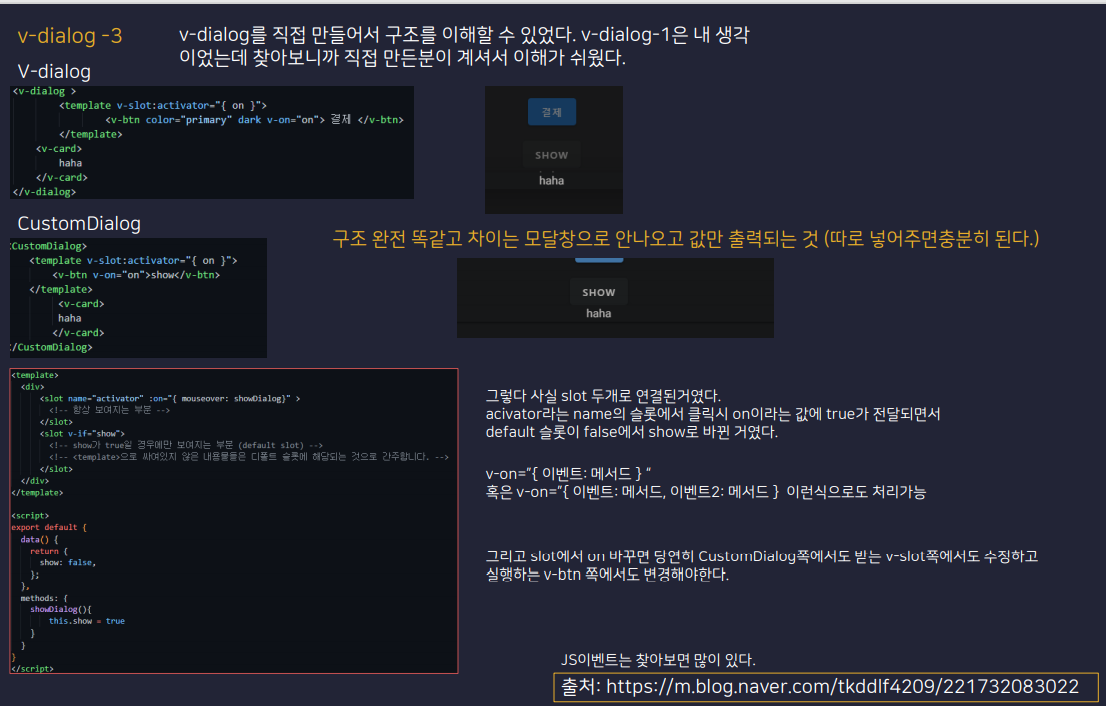 v-dialog -3
v-dialog를 직접 만들어서 구조를 이해할 수 있었다. v-dialog-1은 내 생각
이었는데 찾아보니까 직접 만든분이 계셔서 이해가 쉬웠다.
V-dialog
<v-dialog >
<template v-slot:activator="{ on }">
<v-btn color="primary" dark v-on="on"> 결제 </v-btn>
</template>
<v-card>
haha
</v-card>
</v-dialog>
결제
SHOW
haha
CustomDialog
구조 완전 똑같고 차이는 모달창으로 안나오고 값만 출력되는 것 (따로 넣어주면충분히 된다.)
<CustomDialog>
<template v-slot:activator="{ on }">
<v-btn v-on="on">show</v-btn>
</template>
<v-card>
haha
</v-card>
</CustomDialog>
SHOW
haha
<template>
<div>
<slot name="activator" :on="{ mouseover: showDialog}" >
<!-- 항상 보여지는 부분 -->
</slot>
<slot v-if="show">
<!-- show가 true일 경우에만 보여지는 부분 (default slot) -->
<!-- <template>으로 싸여있지 않은 내용물들은 디폴트 슬롯에 해당되는 것으로 간주합니다. -->
</slot>
</div>
</template>
<script>
export default {
data() {
return {
show: false,
};
},
methods: {
showDialog(){
this.show = true
}
}
}
</script>
그렇다 사실 slot 두개로 연결된거였다.
acivator라는 name의 슬롯에서 클릭시 on이라는 값에 true가 전달되면서
default 슬롯이 false에서 show로 바뀐 거였다.
v-on=”{ 이벤트: 메서드 } “
혹은 v-on=”{ 이벤트: 메서드, 이벤트2: 메서드 } 이런식으로도 처리가능
그리고 slot에서 on 바꾸면 당연히 CustomDialog쪽에서도 받는 v-slot쪽에서도 수정하고
실행하는 v-btn 쪽에서도 변경해야한다.
JS이벤트는 찾아보면 많이 있다.
출처: https://m.blog.naver.com/tkddlf4209/221732083022